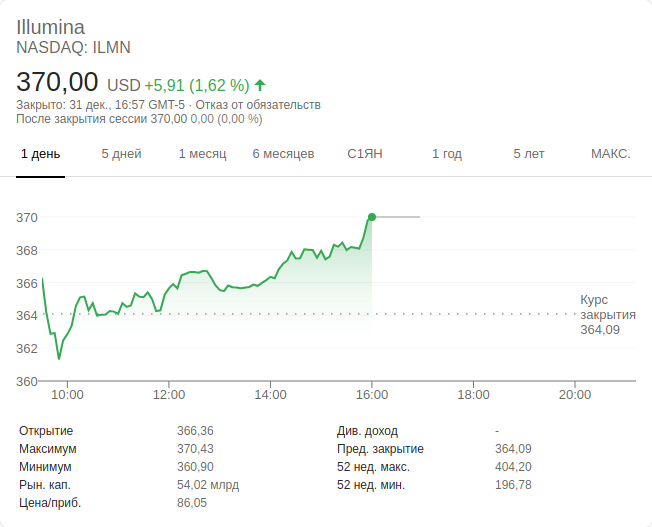 Illumina
NASDAQ: ILMN
370,00 USD +5,91 (1,62 %)
Закрыто: 31 дек., 16:57 GMT-5 · Отказ от обязательств
После закрытия сессии 370,00 0,00 (0,00 %)
1 день 5 дней 1 месяц 6 месяцев С1ЯН 1 год 5 лет МАКС.
370
368
366
364
362
360
Курс
закрытия
364,09
10:00 12:00 14:00 16:00 18:00 20:00
Открытие 366,36 Див. доход -
Максимум 370,43 Пред. закрытие 364,09
Минимум 360,90 52 нед. макс. 404,20
Рын. кап. 54,02 млрд 52 нед. мин. 196,78
Цена/приб. 86,05